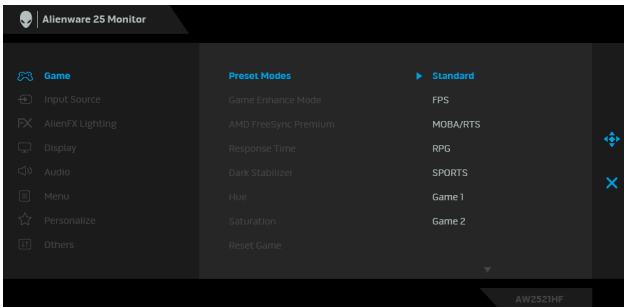 Alienware 25 Monitor
Game
Input Source
AlienFX Lighting
Display
Audio
Menu
Personalize
Others
Preset Modes
Game Enhance Mode
AMD FreeSync Premium
Response Time
Dark Stabilizer
Hue
Saturation
Reset Game
Standard
FPS
MOBA/RTS
RPG
SPORTS
Game 1
Game 2
AW2521HF